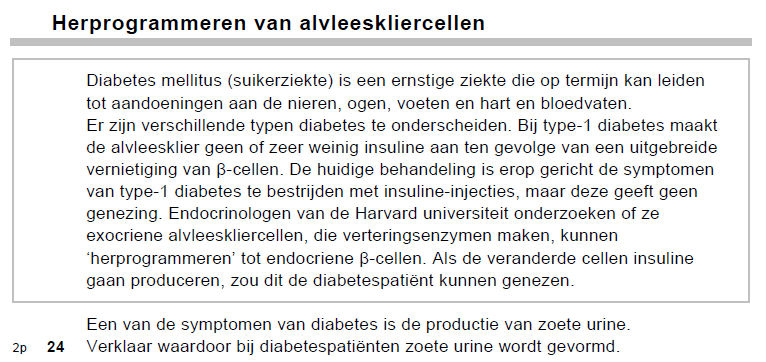 Herprogrammeren van alvleeskliercellen
Diabetes mellitus (suikerziekte) is een ernstige ziekte die op termijn kan leiden
tot aandoeningen aan de nieren, ogen, voeten en hart en bloedvaten.
Er zijn verschillende typen diabetes te onderscheiden. Bij type-1 diabetes maakt
de alvleesklier geen of zeer weinig insuline aan ten gevolge van een uitgebreide
vernietiging van β-cellen. De huidige behandeling is erop gericht de symptomen
van type-1 diabetes te bestrijden met insuline-injecties, maar deze geeft geen
genezing. Endocrinologen van de Harvard universiteit onderzoeken of ze
exocriene alvleeskliercellen, die verteringsenzymen maken, kunnen
‘herprogrammeren’ tot endocriene β-cellen. Als de veranderde cellen insuline
gaan produceren, zou dit de diabetespatiënt kunnen genezen.
Een van de symptomen van diabetes is de productie van zoete urine.
2p 24 Verklaar waardoor bij diabetespatiënten zoete urine wordt gevormd.